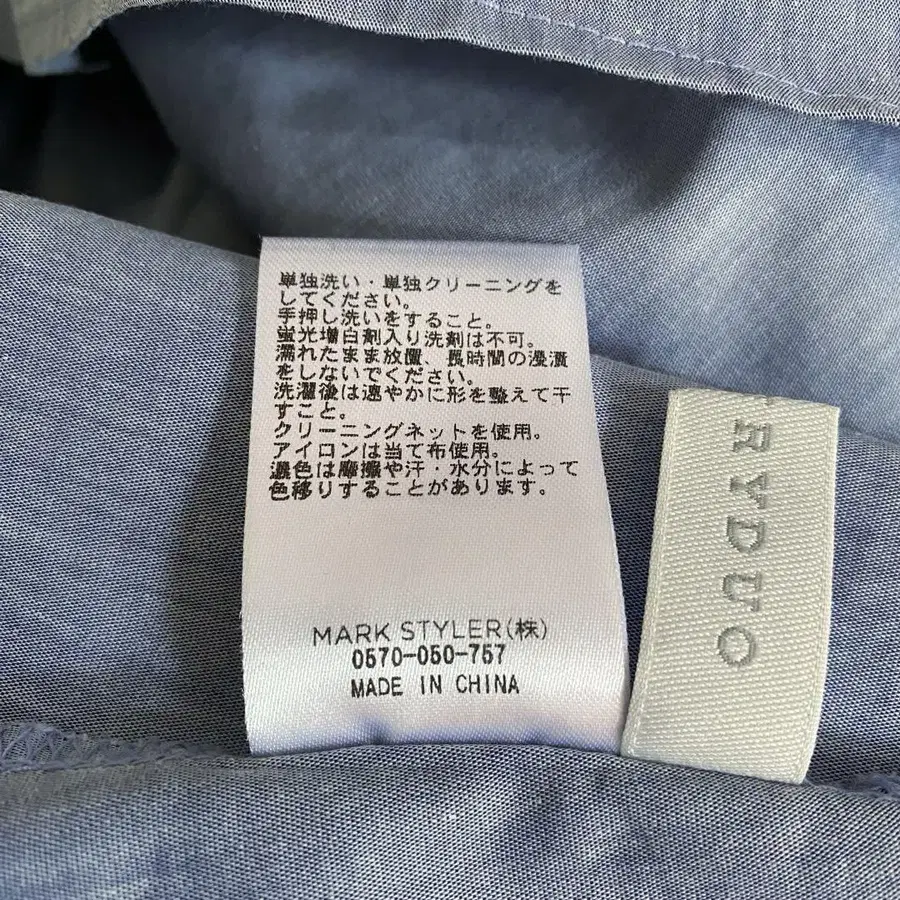 単独洗い・単独クリーニングを
してください。
手押し洗いをすること。
蛍光増白剤入り洗剤は不可。
濡れたまま放置、長時間の浸漬
をしないでください。
洗濯後は速やかに形を整えて干
すこと。
クリーニングネットを使用。
アイロンは当て布使用。
濃色は摩擦や汗・水分によって
色移りすることがあります。
MARK STYLER(株)
0570-050-757
MADE IN CHINA
RYDUO